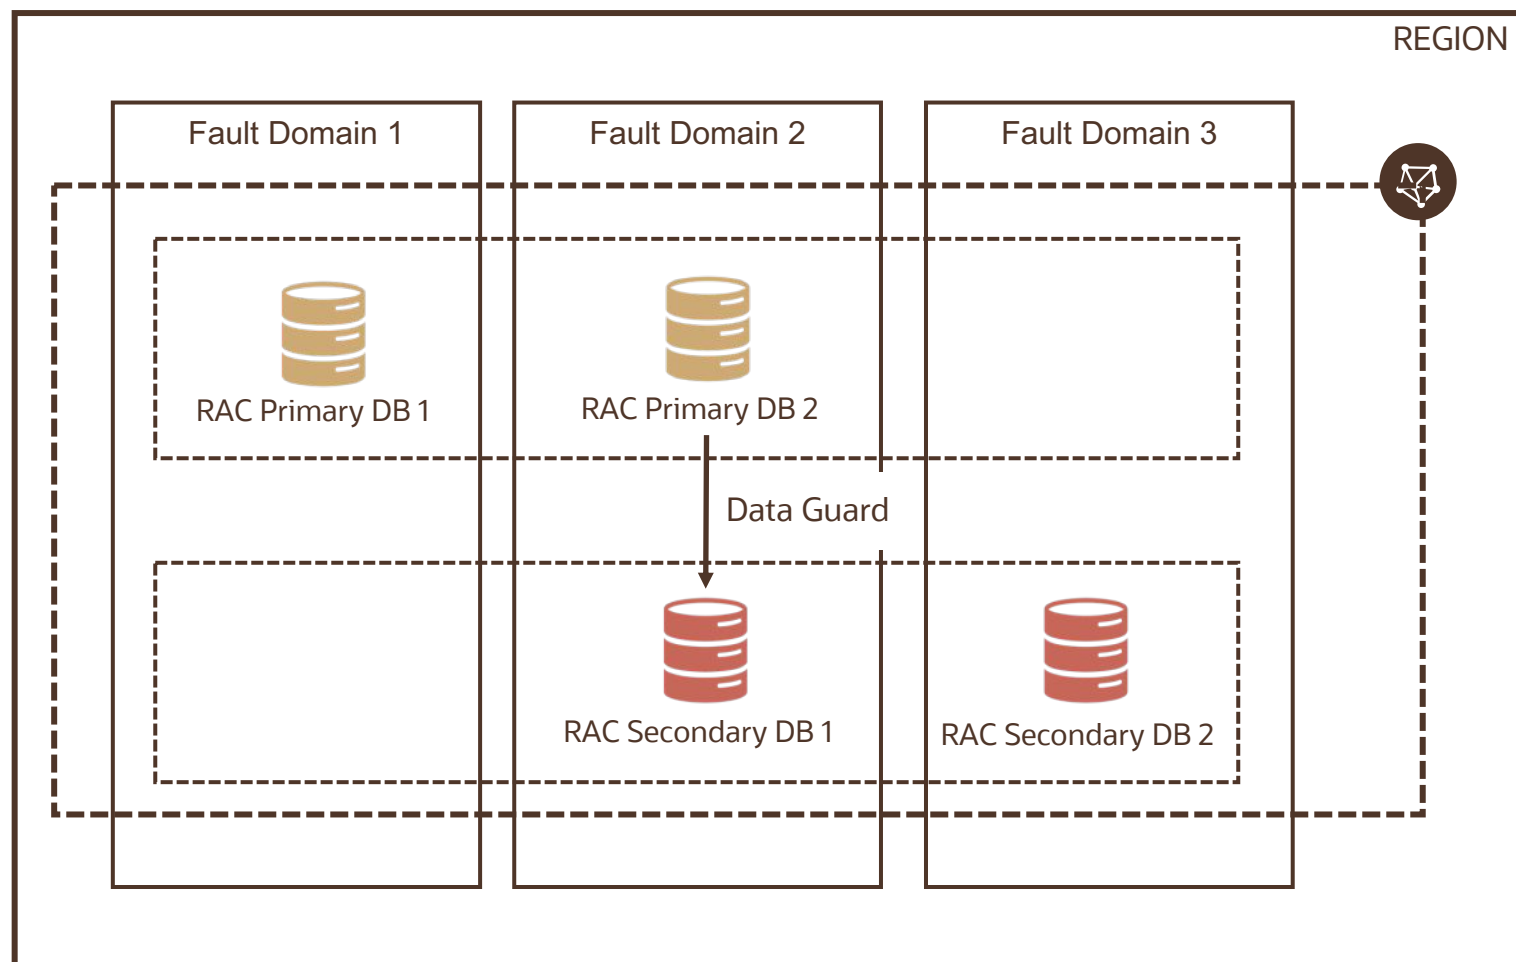 REGION
Fault Domain 1
Fault Domain 2
Fault Domain 3
RAC Primary DB 1
RAC Primary DB 2
Data Guard
RAC Secondary DB 1
RAC Secondary DB 2